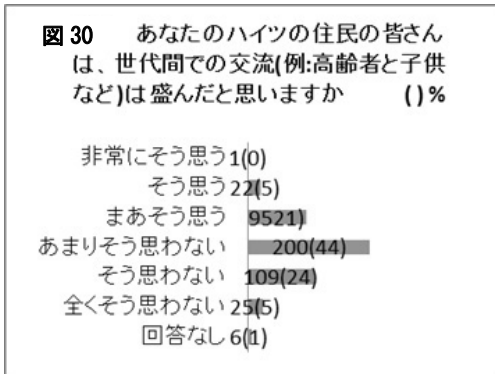 図 30 あなたのハイツの住民の皆さん
は、世代間での交流(例:高齢者と子供
など)は盛んだと思いますか ( )%
非常にそう思う 1(0)
そう思う 22(5)
まあそう思う 9521)
あまりそう思わない 200(44)
そう思わない 109(24)
全くそう思わない 25(5)
回答なし 6(1)